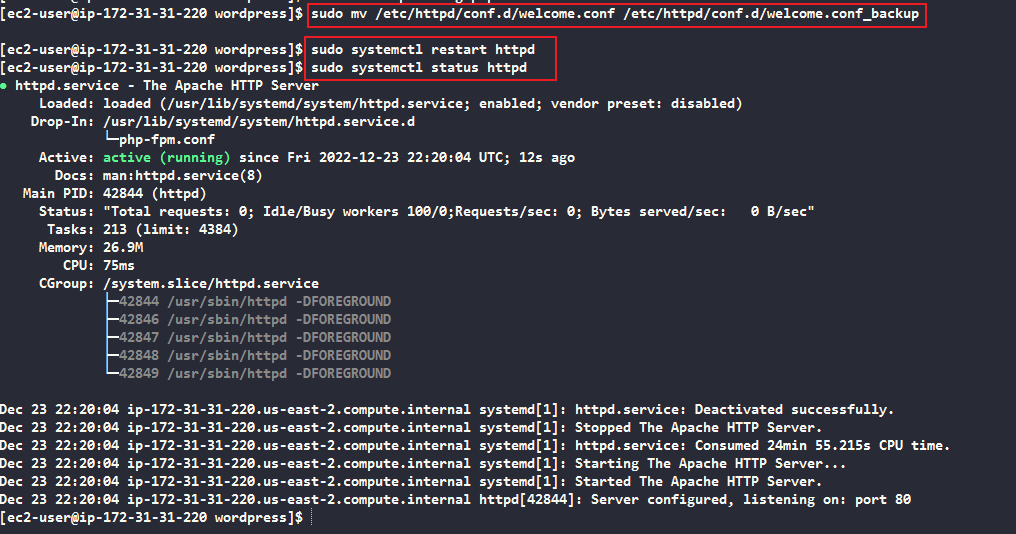 [ec2-user@ip-172-31-31-220 wordpress]$ sudo mv /etc/httpd/conf.d/welcome.conf /etc/httpd/conf.d/welcome.conf_backup
[ec2-user@ip-172-31-31-220 wordpress]$ sudo systemctl restart httpd
[ec2-user@ip-172-31-31-220 wordpress]$ sudo systemctl status httpd
● httpd.service - The Apache HTTP Server
Loaded: loaded (/usr/lib/systemd/system/httpd.service; enabled; vendor preset: disabled)
Drop-In: /usr/lib/systemd/system/httpd.service.d
└─php-fpm.conf
Active: active (running) since Fri 2022-12-23 22:20:04 UTC; 12s ago
Docs: man:httpd.service(8)
Main PID: 42844 (httpd)
Status: "Total requests: 0; Idle/Busy workers 100/0;Requests/sec: 0; Bytes served/sec:   0 B/sec"
Tasks: 213 (limit: 4384)
Memory: 26.9M
CPU: 75ms
CGroup: /system.slice/httpd.service
├─42844 /usr/sbin/httpd -DFOREGROUND
├─42846 /usr/sbin/httpd -DFOREGROUND
├─42847 /usr/sbin/httpd -DFOREGROUND
├─42848 /usr/sbin/httpd -DFOREGROUND
└─42849 /usr/sbin/httpd -DFOREGROUND
Dec 23 22:20:04 ip-172-31-31-220.us-east-2.compute.internal systemd[1]: httpd.service: Deactivated successfully.
Dec 23 22:20:04 ip-172-31-31-220.us-east-2.compute.internal systemd[1]: Stopped The Apache HTTP Server.
Dec 23 22:20:04 ip-172-31-31-220.us-east-2.compute.internal systemd[1]: httpd.service: Consumed 24min 55.215s CPU time.
Dec 23 22:20:04 ip-172-31-31-220.us-east-2.compute.internal systemd[1]: Starting The Apache HTTP Server...
Dec 23 22:20:04 ip-172-31-31-220.us-east-2.compute.internal systemd[1]: Started The Apache HTTP Server.
Dec 23 22:20:04 ip-172-31-31-220.us-east-2.compute.internal httpd[42844]: Server configured, listening on: port 80
[ec2-user@ip-172-31-31-220 wordpress]$